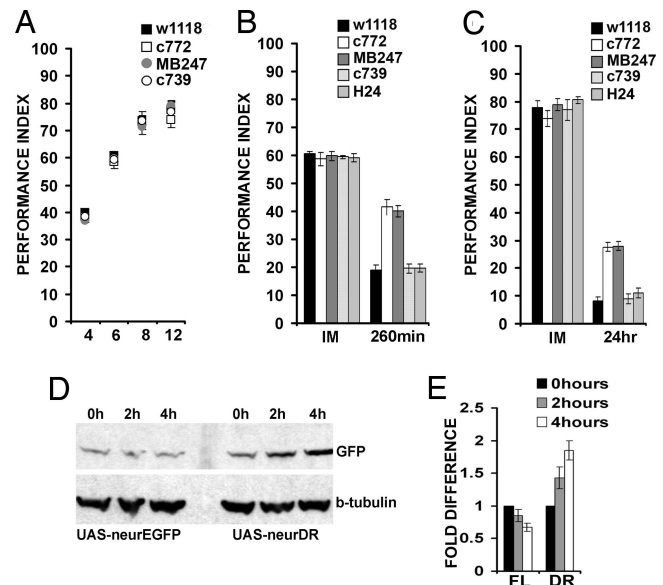 A
w1118
c772
MB247
c739
PERFORMANCE INDEX
100
90
80
70
60
50
40
30
20
10
0
4 6 8 12
B
w1118
c772
MB247
c739
H24
PERFORMANCE INDEX
100
90
80
70
60
50
40
30
20
10
0
IM 260min
C
w1118
c772
MB247
c739
H24
PERFORMANCE INDEX
100
90
80
70
60
50
40
30
20
10
0
IM 24hr
D
0h 2h 4h 0h 2h 4h
GFP
b-tubulin
UAS-neurEGFP UAS-neurDR
E
0hours
2hours
4hours
FOLD DIFFERENCE
2.5
2
1.5
1
0.5
0
FL DR